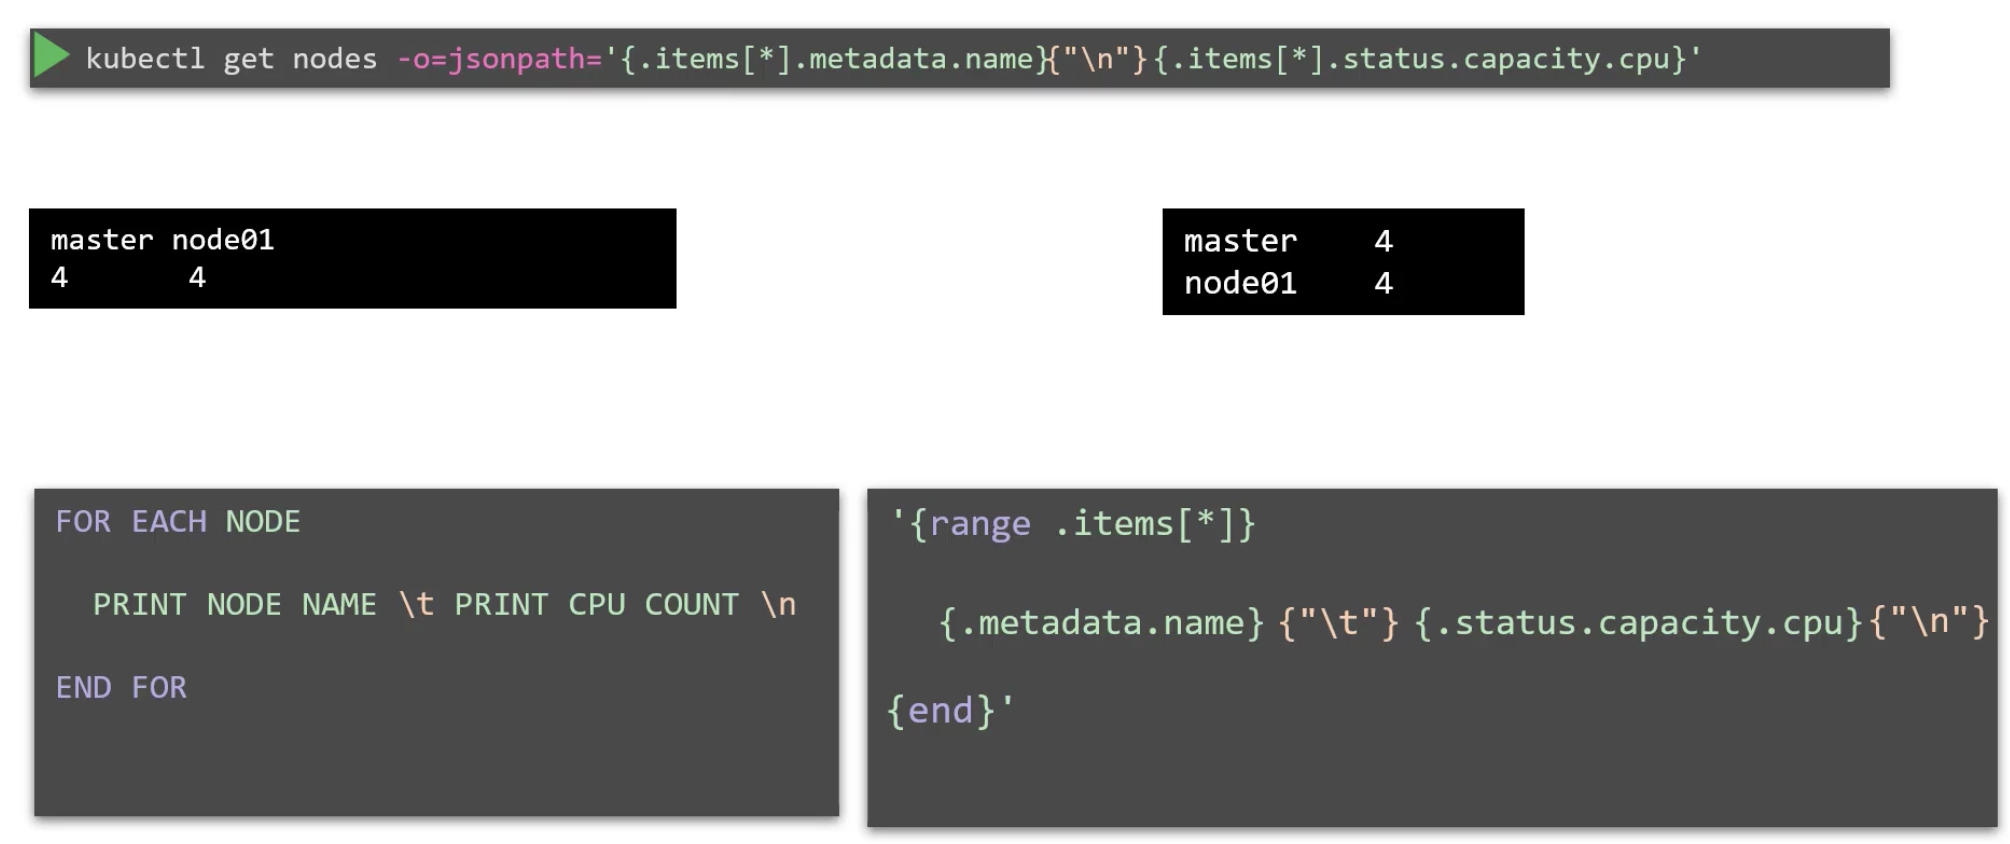 kubectl get nodes -o=jsonpath='{.items[*].metadata.name}{"\n"}{.items[*].status.capacity.cpu}'
master node01
4       4
master    4
node01    4
FOR EACH NODE
PRINT NODE NAME \t PRINT CPU COUNT \n
END FOR
'{range .items[*]}
{.metadata.name} {"\t"} {.status.capacity.cpu}{"\n"}
{end}'